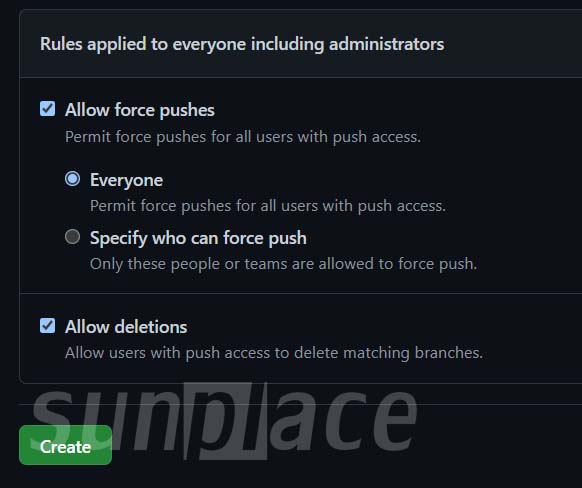 Rules applied to everyone including administrators
Allow force pushes
Permit force pushes for all users with push access.
Everyone
Permit force pushes for all users with push access.
Specify who can force push
Only these people or teams are allowed to force push.
Allow deletions
Allow users with push access to delete matching branches.
sunplace
Create